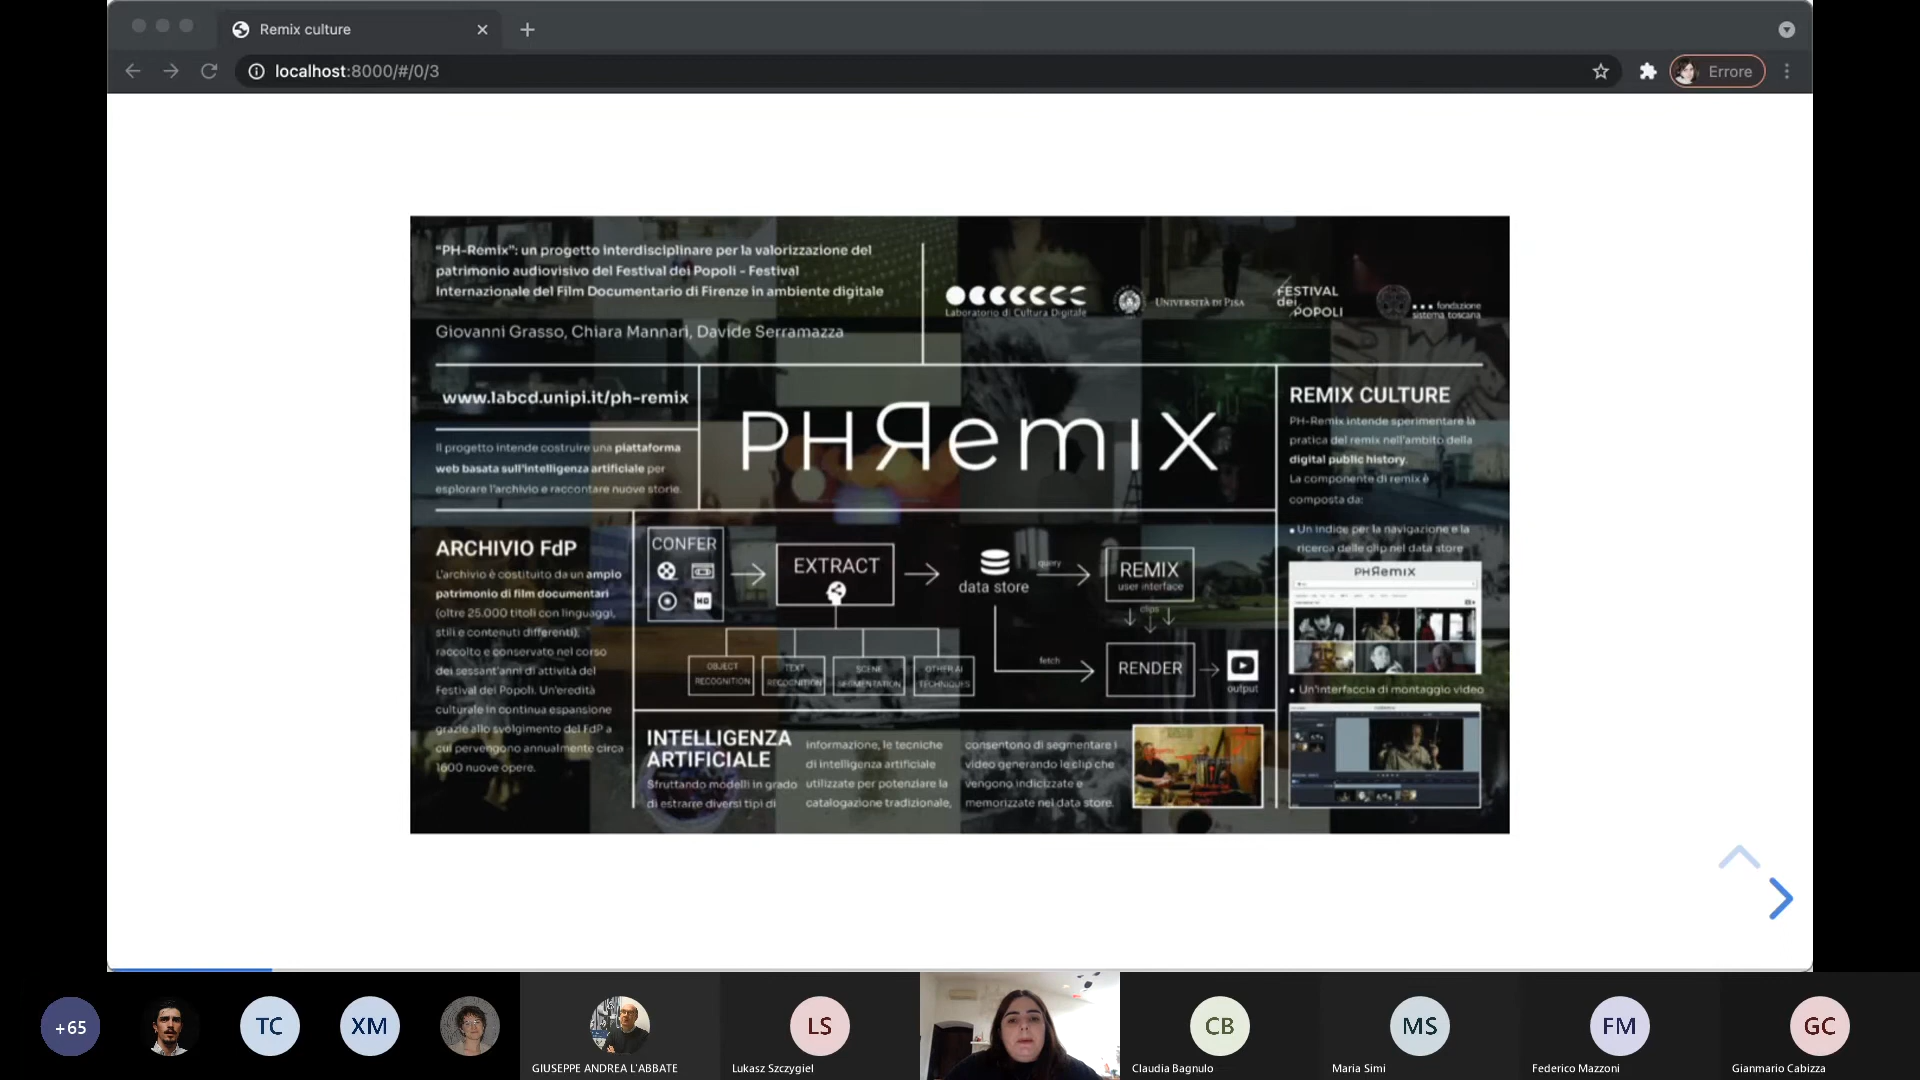 Remix culture
localhost:8000/#/0/3
Errore
"PH-Remix": un progetto interdisciplinare per la valorizzazione del
patrimonio audiovisivo del Festival dei Popoli - Festival
Internazionale del Film Documentario di Firenze in ambiente digitale
Giovanni Grasso, Chiara Mannari, Davide Serramazza
Laboratorio di Cultura Digitale
UNIVERSITÀ DI PISA
FESTIVAL
dei
POPOLI
fondazione
sistema toscana
www.labcd.unipi.it/ph-remix
Il progetto intende costruire una piattaforma
web basata sull'intelligenza artificiale per
esplorare l'archivio e raccontare nuove storie.
PHRemix
REMIX CULTURE
PH-Remix intende sperimentare la
pratica del remix nell'ambito della
digital public history.
La componente di remix è
composta da:
• Un indice per la navigazione e la
ricerca delle clip nel data store
PHRemix
• Un'interfaccia di montaggio video
ARCHIVIO FdP
L'archivio è costituito da un ampio
patrimonio di film documentari
(oltre 25.000 titoli con linguaggi,
stili e contenuti differenti),
raccolto e conservato nel corso
dei sessant'anni di attività del
Festival dei Popoli. Un'eredità
culturale in continua espansione
grazie allo svolgimento del FdP a
cui pervengono annualmente circa
1600 nuove opere.
CONFER
HQ
EXTRACT
data store
query
REMIX
user interface
clips
fetch
RENDER
output
OBJECT
RECOGNITION
TEXT
RECOGNITION
SCENE
SEGMENTATION
OTHER AI
TECHNIQUES
INTELLIGENZA
ARTIFICIALE
Sfruttando modelli in grado
di estrarre diversi tipi di
informazione, le tecniche
di intelligenza artificiale
utilizzate per potenziare la
catalogazione tradizionale,
consentono di segmentare i
video generando le clip che
vengono indicizzate e
memorizzate nel data store.
+65
TC
XM
GIUSEPPE ANDREA L'ABBATE
LS
Lukasz Szczygiel
CB
Claudia Bagnulo
MS
Maria Simi
FM
Federico Mazzoni
GC
Gianmario Cabizza